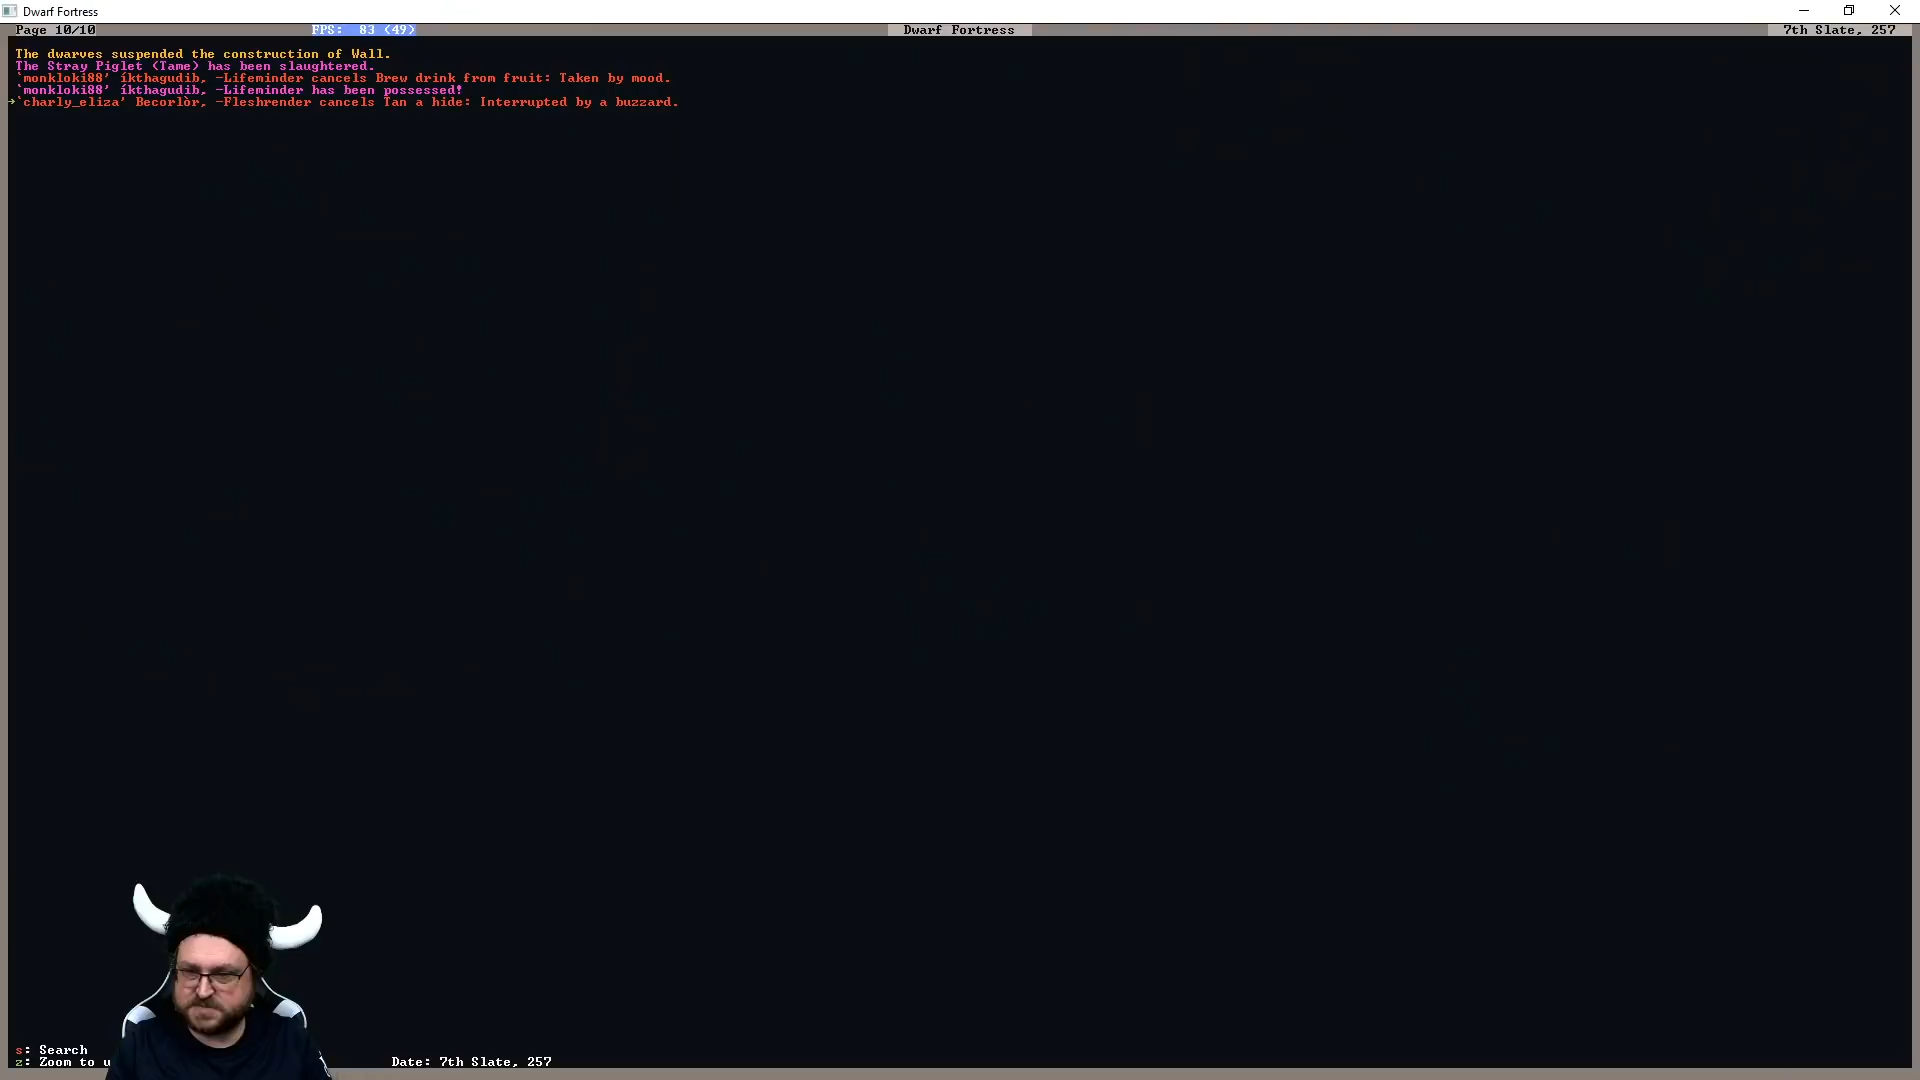 Dwarf Fortress
Page 10/10 FPS: 83 (49) Dwarf Fortress 7th Slate, 257
The dwarves suspended the construction of Wall.
The Stray Piglet (Tame) has been slaughtered.
`monkloki88' íkthagudib, -Lifeminder cancels Brew drink from fruit: Taken by mood.
`monkloki88' íkthagudib, -Lifeminder has been possessed!
`charly_eliza' Becorlòr, -Fleshrender cancels Tan a hide: Interrupted by a buzzard.
s: Search
z: Zoom to u Date: 7th Slate, 257